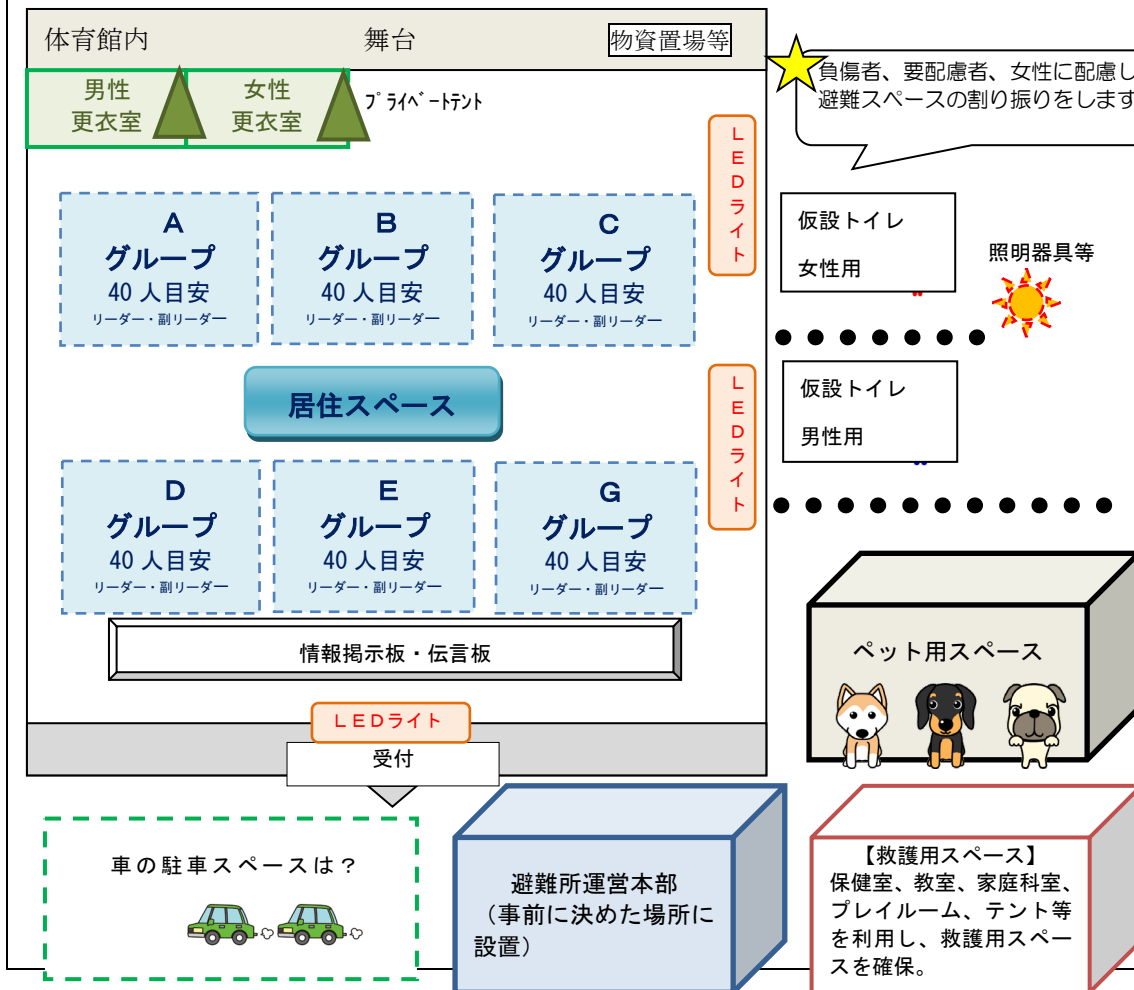 体育館内
舞台
物資置場等
負傷者、要配慮者、女性に配慮し
避難スペースの割り振りをします
男性
更衣室
女性
更衣室
ﾌﾟﾗｲﾍﾞｰﾄﾃﾝﾄ
LEDライト
A
グループ
40 人目安
リーダー・副リーダー
B
グループ
40 人目安
リーダー・副リーダー
C
グループ
40 人目安
リーダー・副リーダー
仮設トイレ
女性用
照明器具等
居住スペース
LEDライト
仮設トイレ
男性用
D
グループ
40 人目安
リーダー・副リーダー
E
グループ
40 人目安
リーダー・副リーダー
G
グループ
40 人目安
リーダー・副リーダー
情報掲示板・伝言板
ペット用スペース
LEDライト
受付
車の駐車スペースは？
避難所運営本部
（事前に決めた場所に
設置）
【救護用スペース】
保健室、教室、家庭科室、
プレイルーム、テント等
を利用し、救護用スペー
スを確保。